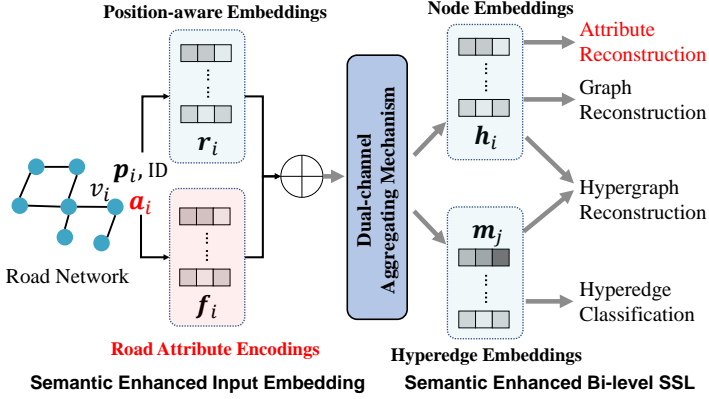 Position-aware Embeddings
r_i
p_i, ID
v_i
a_i
Road Network
f_i
Road Attribute Encodings
Semantic Enhanced Input Embedding
Dual-channel
Aggregating Mechanism
Node Embeddings
h_i
m_j
Hyperedge Embeddings
Attribute
Reconstruction
Graph
Reconstruction
Hypergraph
Reconstruction
Hyperedge
Classification
Semantic Enhanced Bi-level SSL